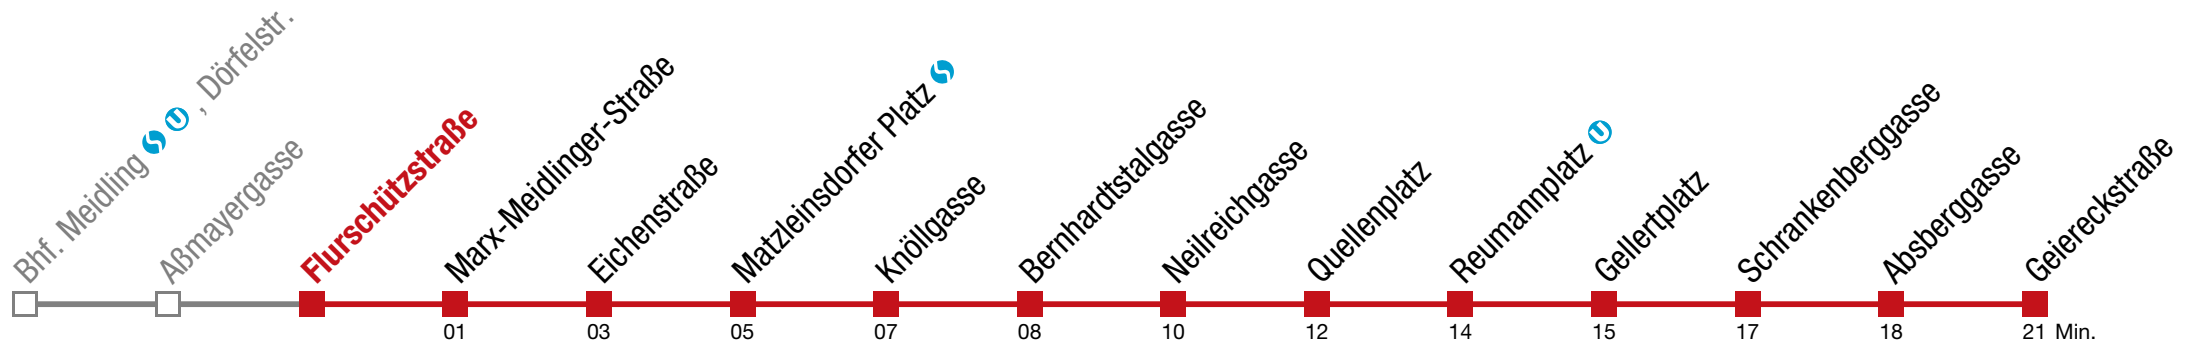 Bhf. Meidling S U , Dörfelstr.
Aßmayergasse
Flurschützstraße
Marx-Meidlinger-Straße
Eichenstraße
Matzleinsdorfer Platz S
Knöllgasse
Bernhardtstalgasse
Neilreichgasse
Quellenplatz
Reumannplatz U
Gellertplatz
Schrankenberggasse
Absberggasse
Geiereckstraße
01 03 05 07 08 10 12 14 15 17 18 21 Min.